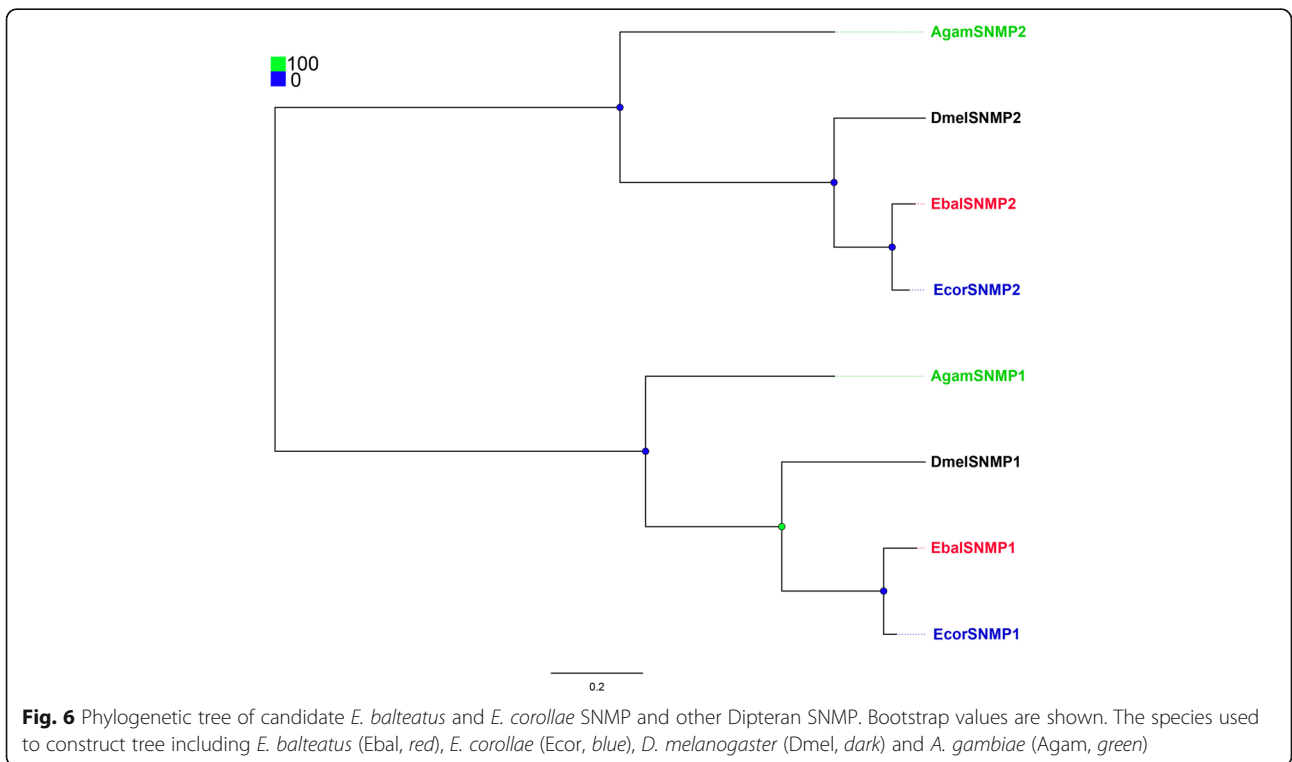 100
0
AgamSNMP2
DmelSNMP2
EbalSNMP2
EcorSNMP2
AgamSNMP1
DmelSNMP1
EbalSNMP1
EcorSNMP1
0.2
Fig. 6 Phylogenetic tree of candidate E. balteatus and E. corollae SNMP and other Dipteran SNMP. Bootstrap values are shown. The species used
to construct tree including E. balteatus (Ebal, red), E. corollae (Ecor, blue), D. melanogaster (Dmel, dark) and A. gambiae (Agam, green)